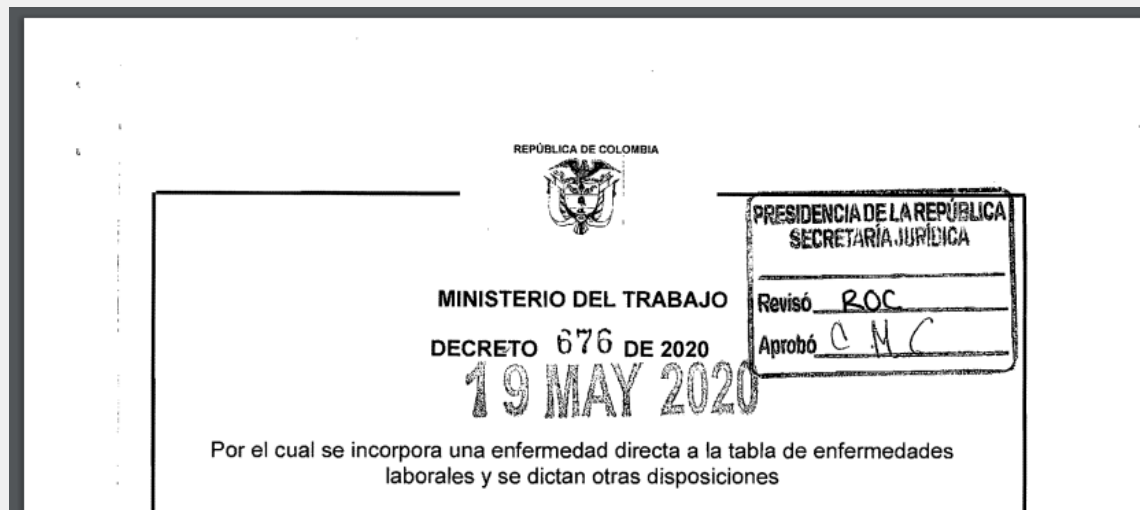 REPÚBLICA DE COLOMBIA
PRESIDENCIA DE LA REPÚBLICA
SECRETARÍA JURÍDICA
Revisó ROC
Aprobó C M C
MINISTERIO DEL TRABAJO
DECRETO 676 DE 2020
19 MAY 2020
Por el cual se incorpora una enfermedad directa a la tabla de enfermedades
laborales y se dictan otras disposiciones